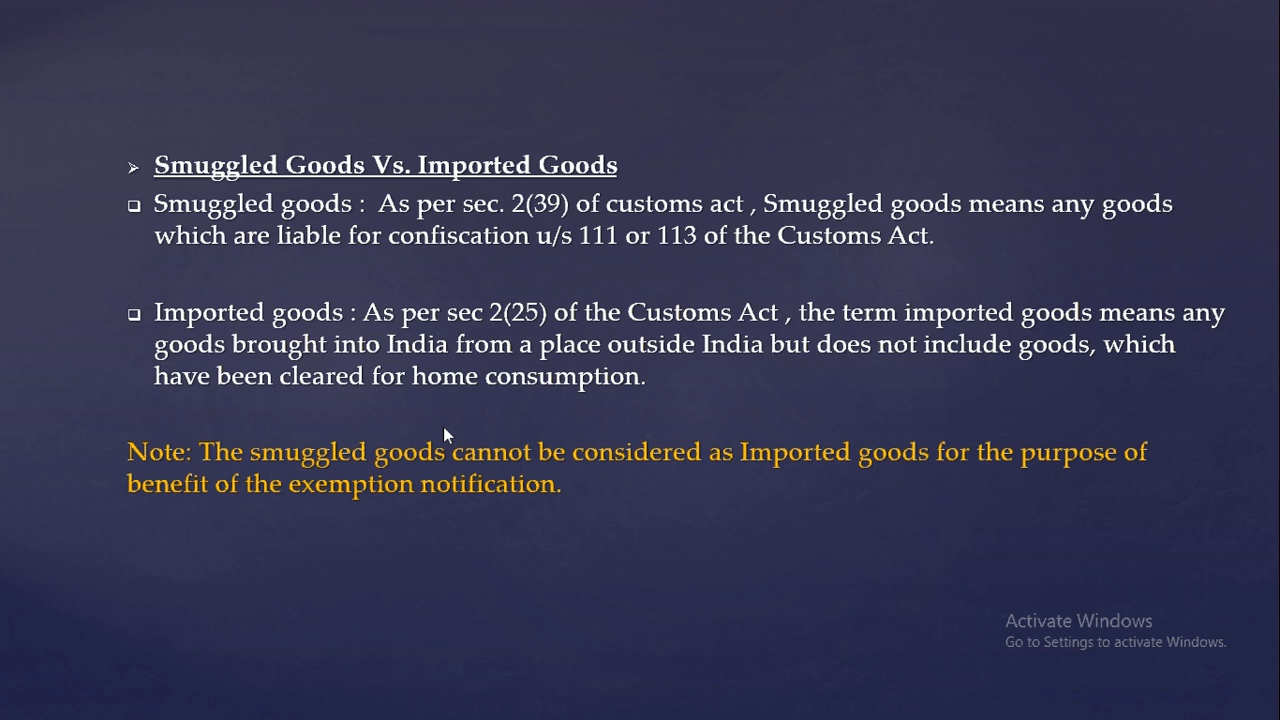 Smuggled Goods Vs. Imported Goods
Smuggled goods : As per sec. 2(39) of customs act , Smuggled goods means any goods
which are liable for confiscation u/s 111 or 113 of the Customs Act.
Imported goods : As per sec 2(25) of the Customs Act , the term imported goods means any
goods brought into India from a place outside India but does not include goods, which
have been cleared for home consumption.
Note: The smuggled goods cannot be considered as Imported goods for the purpose of
benefit of the exemption notification.
Activate Windows
Go to Settings to activate Windows.